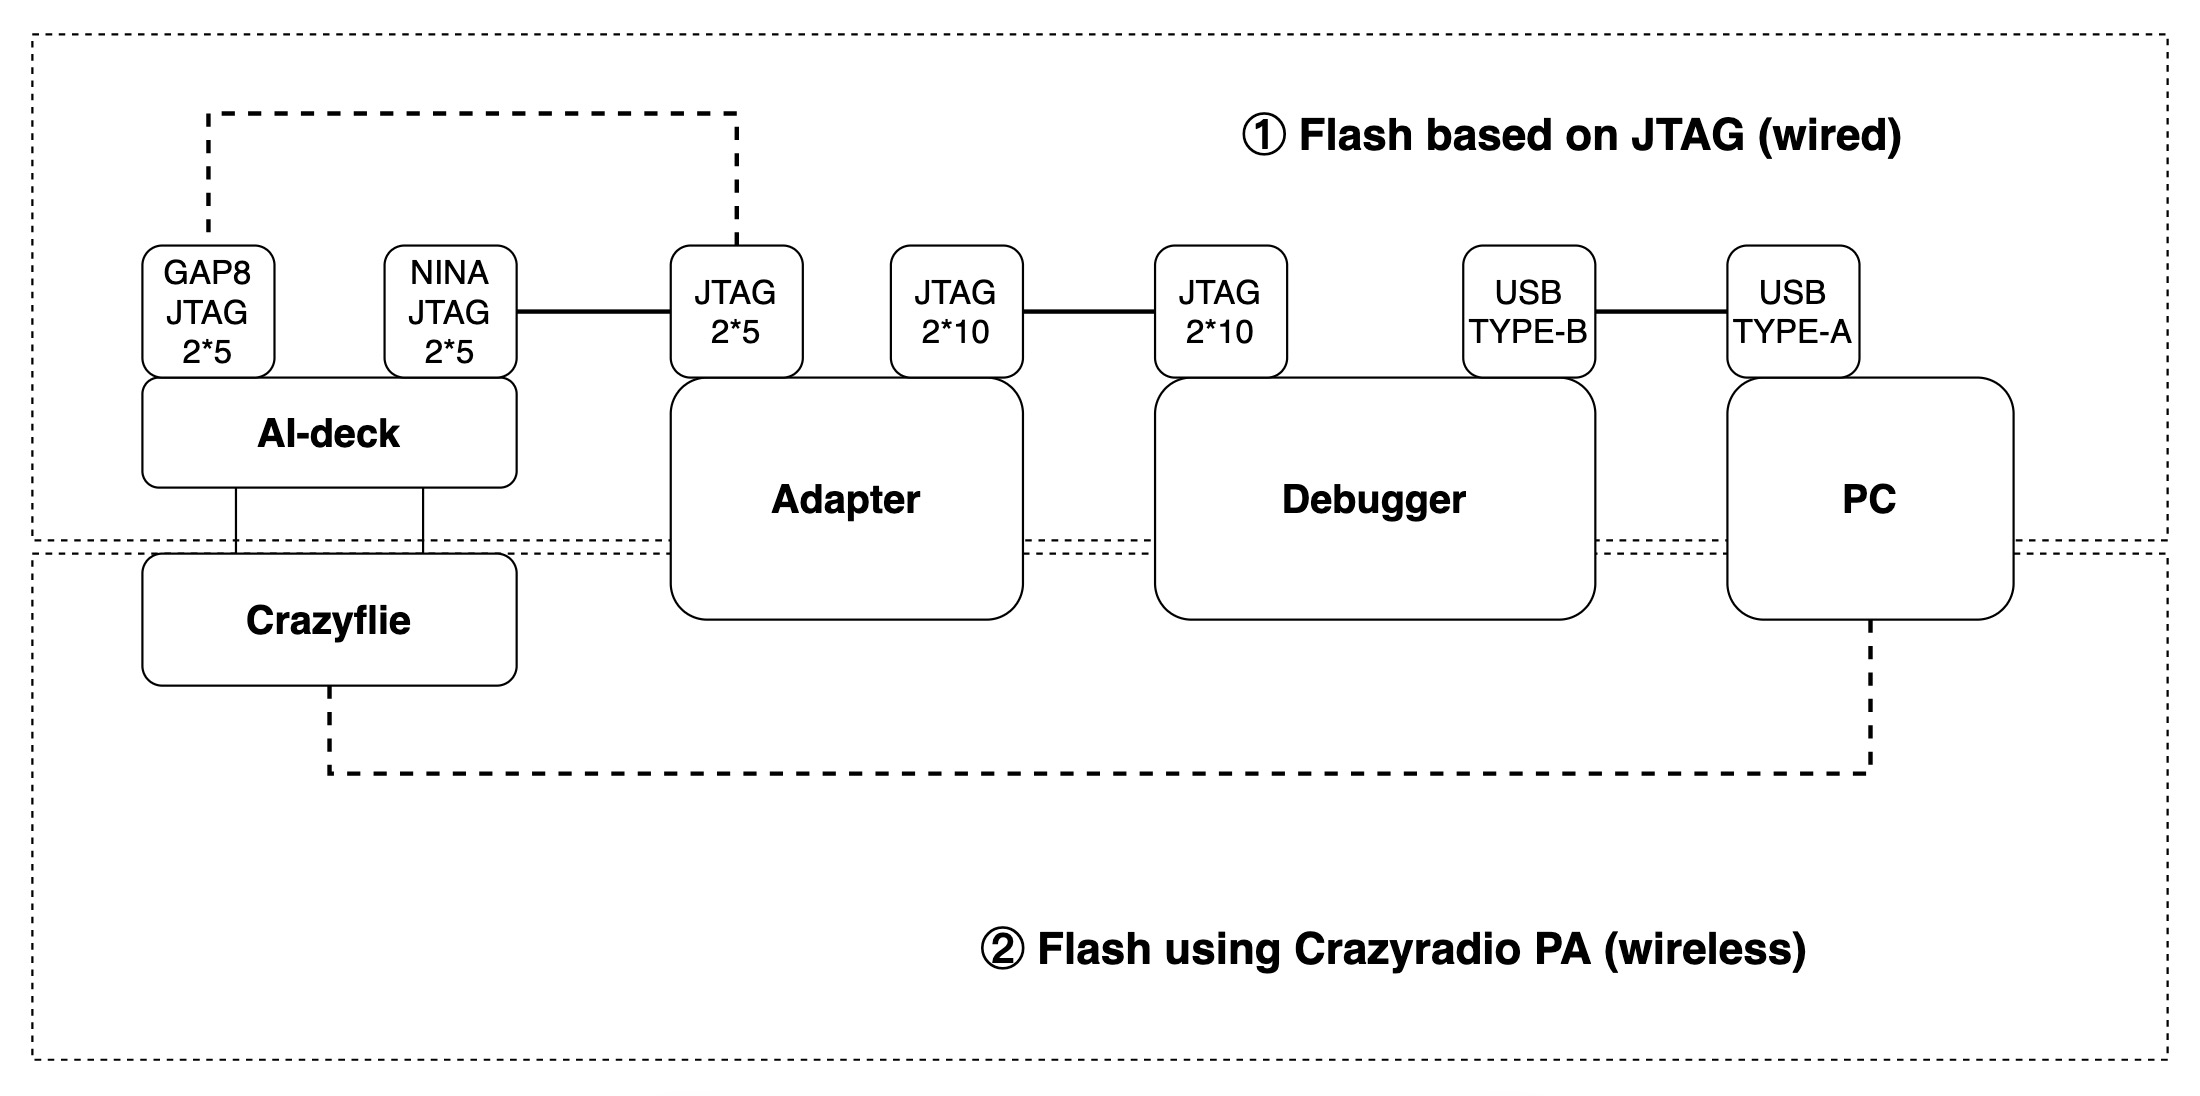 ① Flash based on JTAG (wired)
GAP8
JTAG
2*5
NINA
JTAG
2*5
JTAG
2*5
JTAG
2*10
JTAG
2*10
USB
TYPE-B
USB
TYPE-A
AI-deck
Adapter
Debugger
PC
Crazyflie
② Flash using Crazyradio PA (wireless)